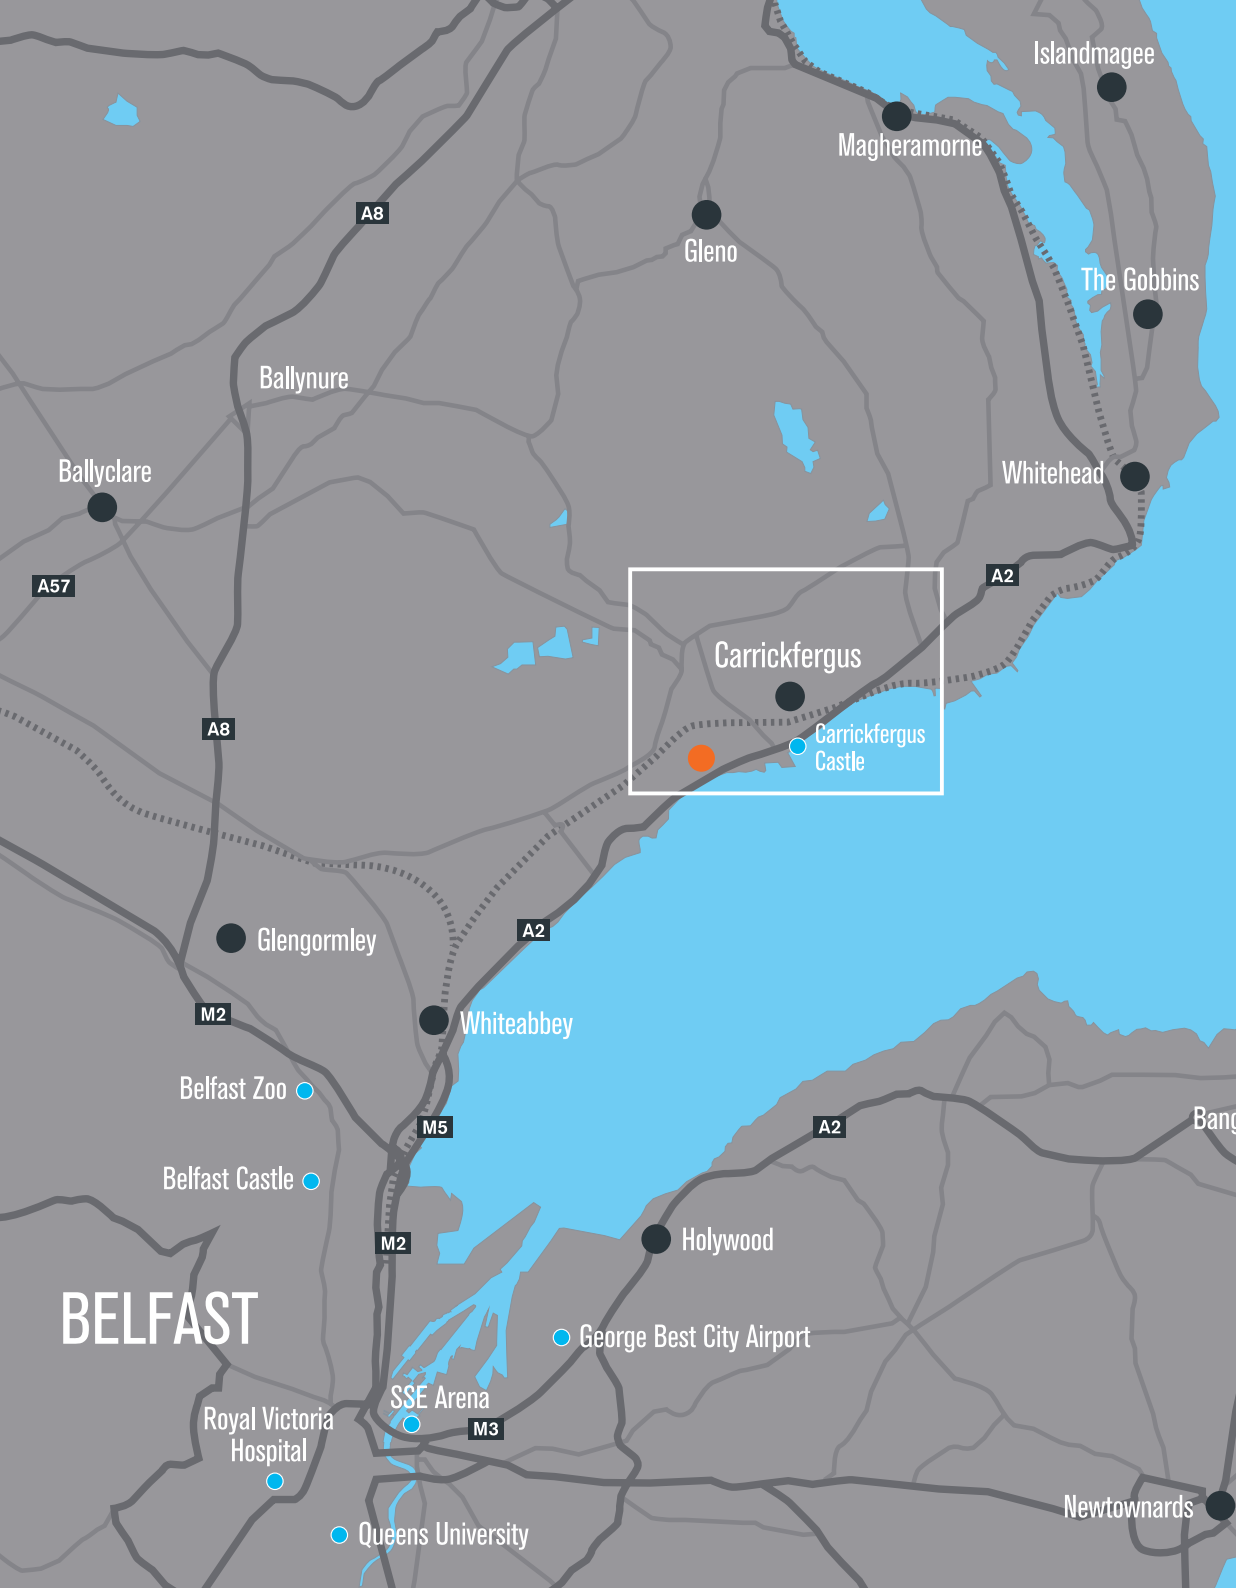 Islandmagee
Magheramorne
A8
Gleno
The Gobbins
Ballynure
Ballyclare
Whitehead
A57
A2
Carrickfergus
A8
Carrickfergus
Castle
A2
Glengormley
M2
Whiteabbey
Belfast Zoo
M5
A2
Bang
Belfast Castle
M2
Holywood
BELFAST
George Best City Airport
SSE Arena
Royal Victoria
Hospital
M3
Newtownards
Queens University